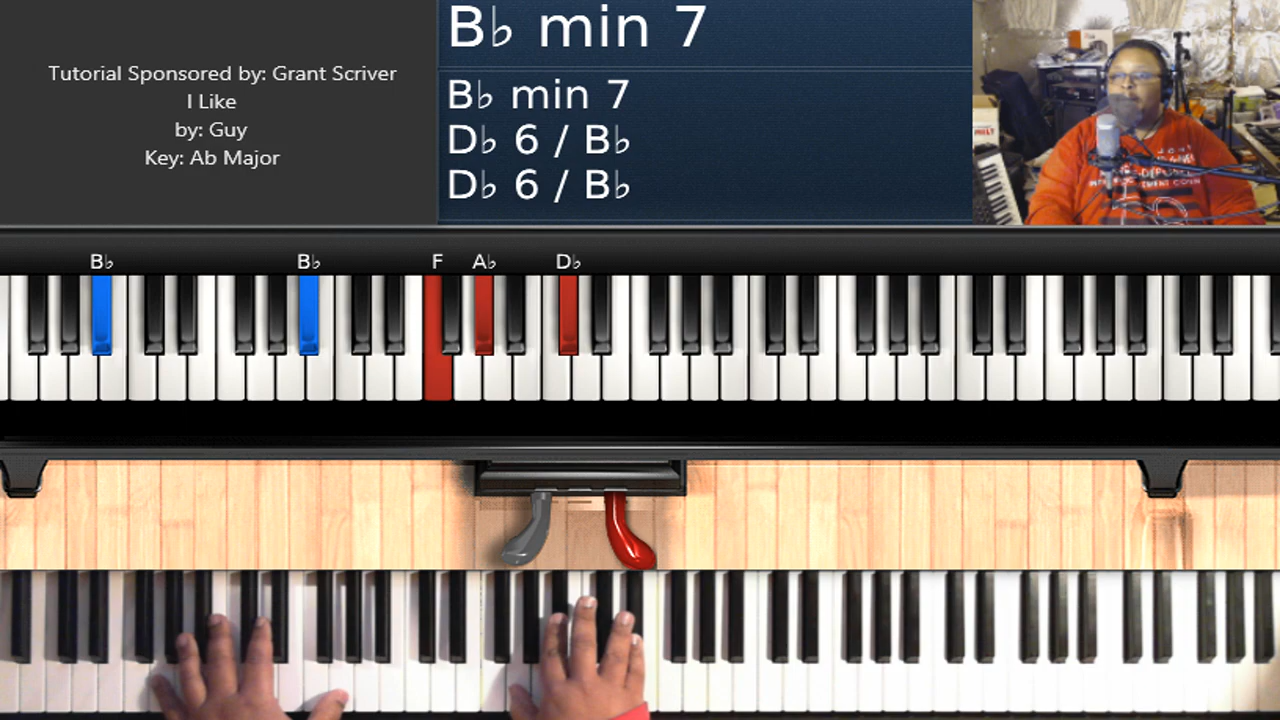 Tutorial Sponsored by: Grant Scriver
I Like
by: Guy
Key: Ab Major
B♭ min 7
B♭ min 7
D♭ 6 / B♭
D♭ 6 / B♭
B♭ B♭ F A♭ D♭